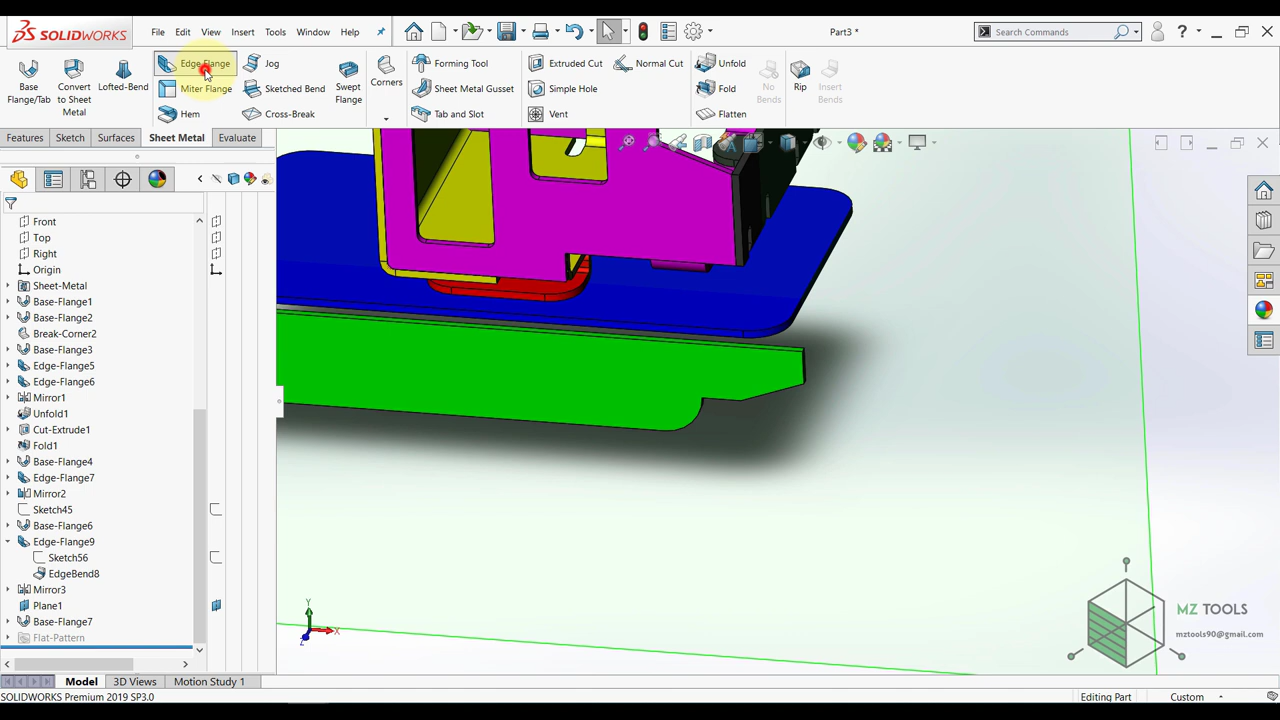 SOLIDWORKS File Edit View Insert Tools Window Help Part3 * Search Commands
Edge Flange Jog Forming Tool Extruded Cut Normal Cut Unfold
Base Flange/Tab Convert to Sheet Metal Lofted-Bend Miter Flange Sketched Bend Swept Flange Corners Sheet Metal Gusset Simple Hole Fold No Bends Rip Insert Bends
Hem Cross-Break Tab and Slot Vent Flatten
Features Sketch Surfaces Sheet Metal Evaluate
Front
Top
Right
Origin
Sheet-Metal
Base-Flange1
Base-Flange2
Break-Corner2
Base-Flange3
Edge-Flange5
Edge-Flange6
Mirror1
Unfold1
Cut-Extrude1
Fold1
Base-Flange4
Edge-Flange7
Mirror2
Sketch45
Base-Flange6
Edge-Flange9
Sketch56
EdgeBend8
Mirror3
Plane1
Base-Flange7
Flat-Pattern
Y
X
Z
MZ TOOLS
mztools90@gmail.com
Model 3D Views Motion Study 1
SOLIDWORKS Premium 2019 SP3.0 Editing Part Custom